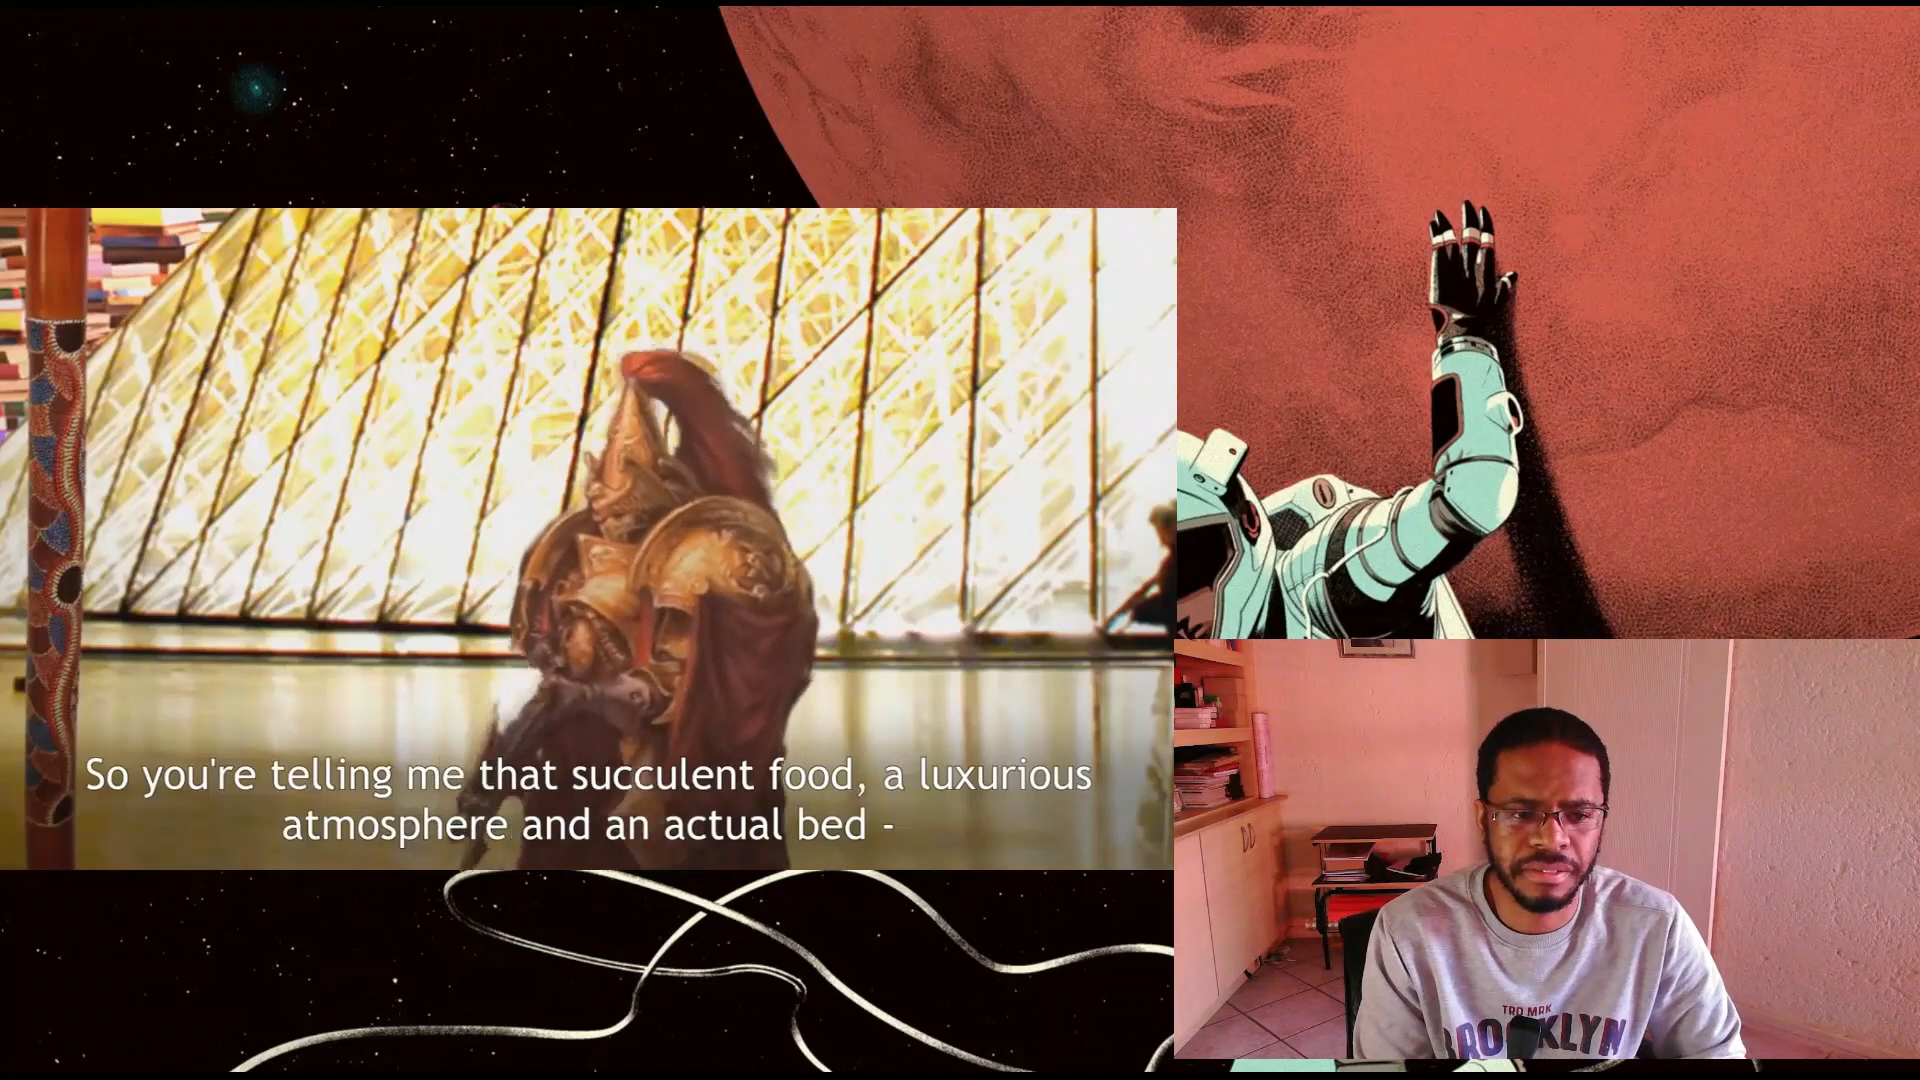 So you're telling me that succulent food, a luxurious
atmosphere and an actual bed -
TRD MRK
BROOKLYN